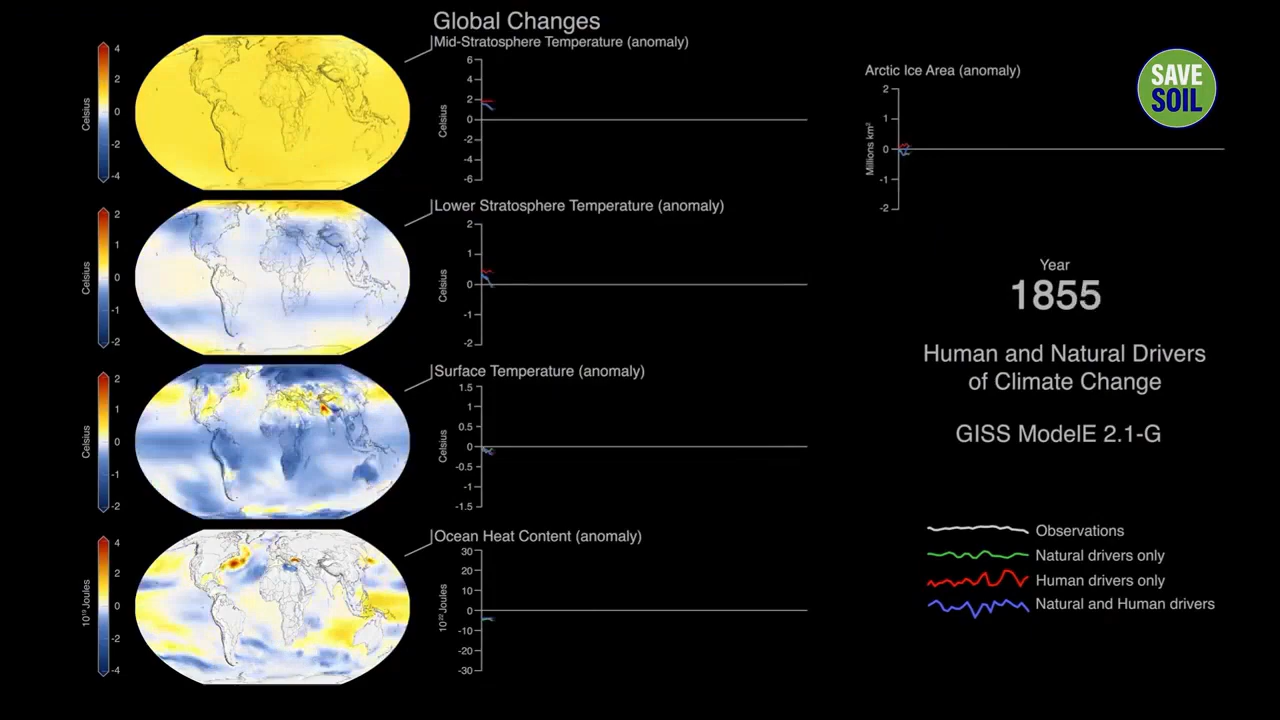 Global Changes
Mid-Stratosphere Temperature (anomaly)
4
2
0
-2
-4
Celsius
6
4
2
0
-2
-4
-6
Celsius
Arctic Ice Area (anomaly)
2
1
0
-1
-2
Millions km²
SAVE
SOIL
Lower Stratosphere Temperature (anomaly)
2
1
0
-1
-2
Celsius
2
1
0
-1
-2
Celsius
Year
1855
Human and Natural Drivers
of Climate Change
GISS ModelE 2.1-G
Surface Temperature (anomaly)
2
1
0
-1
-2
Celsius
1.5
1
0.5
0
-0.5
-1
-1.5
Celsius
Ocean Heat Content (anomaly)
4
2
0
-2
-4
10¹⁹ Joules
30
20
10
0
-10
-20
-30
10²² Joules
Observations
Natural drivers only
Human drivers only
Natural and Human drivers